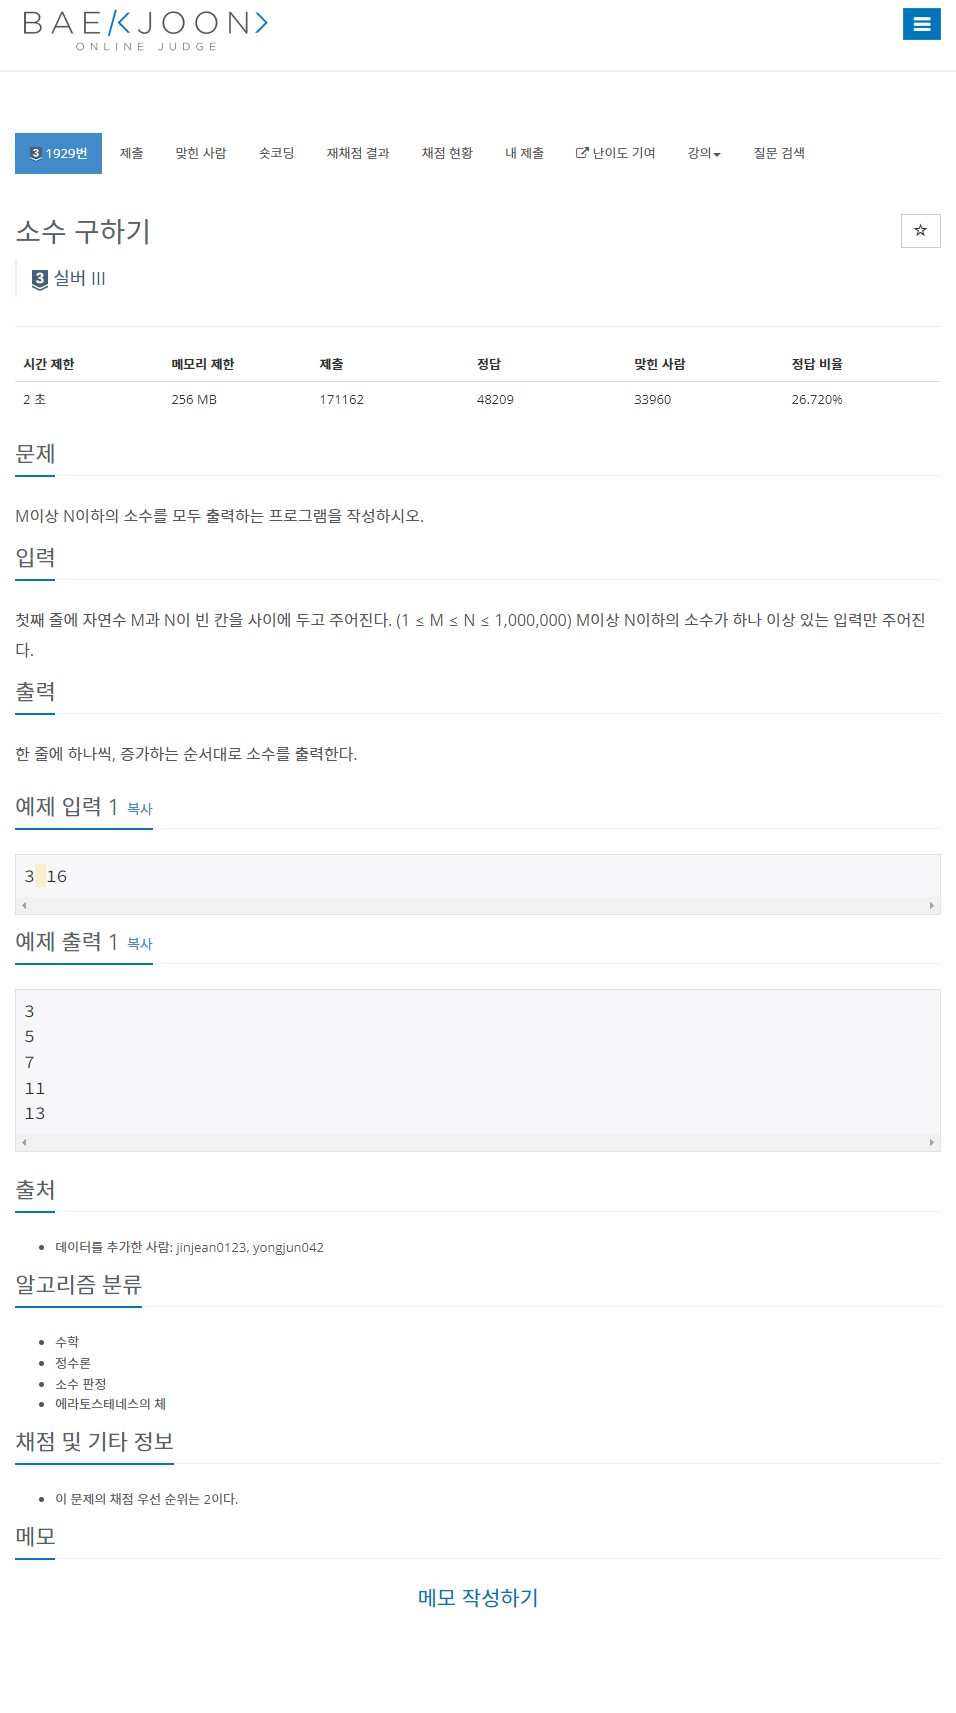 BAEKJOON>
ONLINE JUDGE
3 1929번 제출 맞힌 사람 숏코딩 재채점 결과 채점 현황 내 제출 난이도 기여 강의 질문 검색
소수 구하기
3 실버 III
시간 제한 메모리 제한 제출 정답 맞힌 사람 정답 비율
2 초 256 MB 171162 48209 33960 26.720%
문제
M이상 N이하의 소수를 모두 출력하는 프로그램을 작성하시오.
입력
첫째 줄에 자연수 M과 N이 빈 칸을 사이에 두고 주어진다. (1 ≤ M ≤ N ≤ 1,000,000) M이상 N이하의 소수가 하나 이상 있는 입력만 주어진
다.
출력
한 줄에 하나씩, 증가하는 순서대로 소수를 출력한다.
예제 입력 1 복사
3 16
예제 출력 1 복사
3
5
7
11
13
출처
데이터를 추가한 사람: jinjean0123, yongjun042
알고리즘 분류
수학
정수론
소수 판정
에라토스테네스의 체
채점 및 기타 정보
이 문제의 채점 우선 순위는 2이다.
메모
메모 작성하기